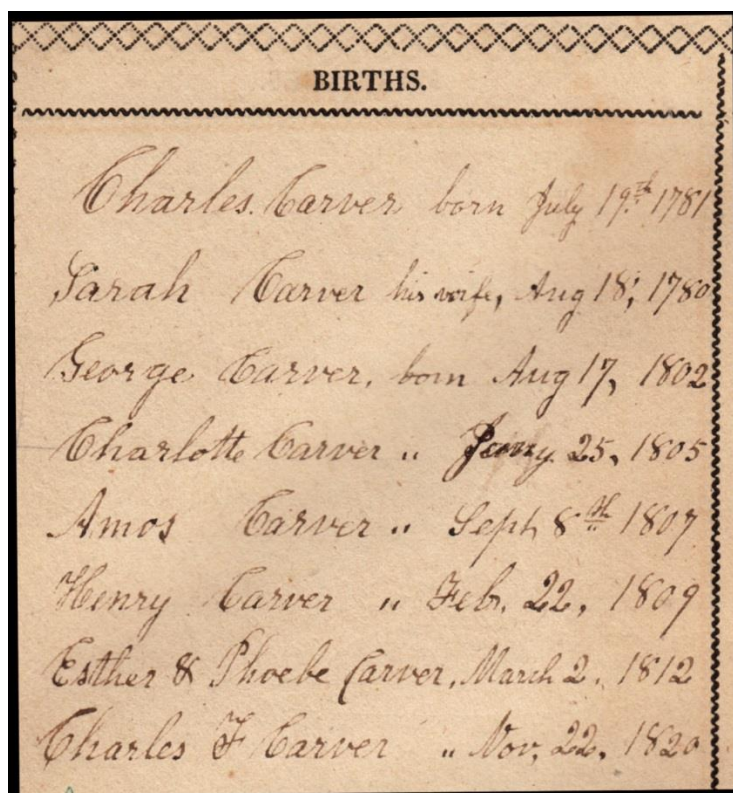 BIRTHS.
Charles. Carver born July 19th 1781
Sarah Carver his wife, Aug 18, 1780
George Carver, born Aug 17, 1802
Charlotte Carver " Jany. 25, 1805
Amos Carver " Sept 8th 1807
Henry Carver " Feb. 22, 1809
Esther & Phoebe Carver, March 2, 1812
Charles F Carver " Nov, 22, 1820